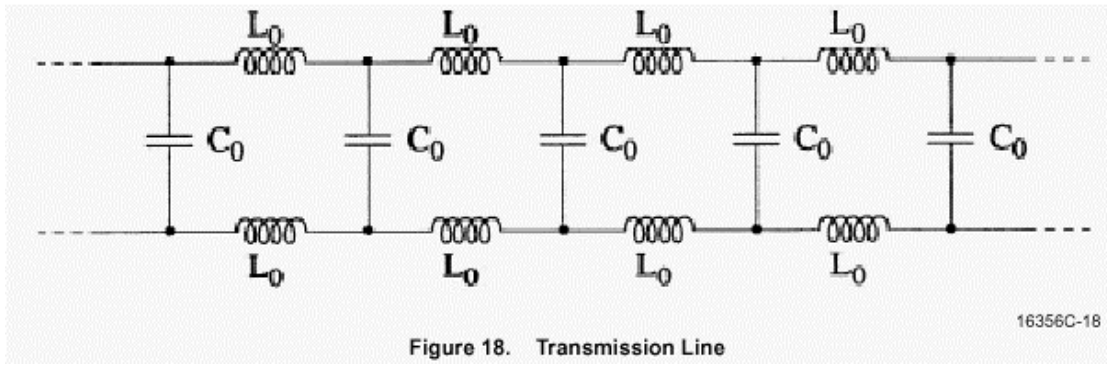 L₀ L₀ L₀ L₀
C₀ C₀ C₀ C₀ C₀
L₀ L₀ L₀ L₀
16356C-18
Figure 18. Transmission Line